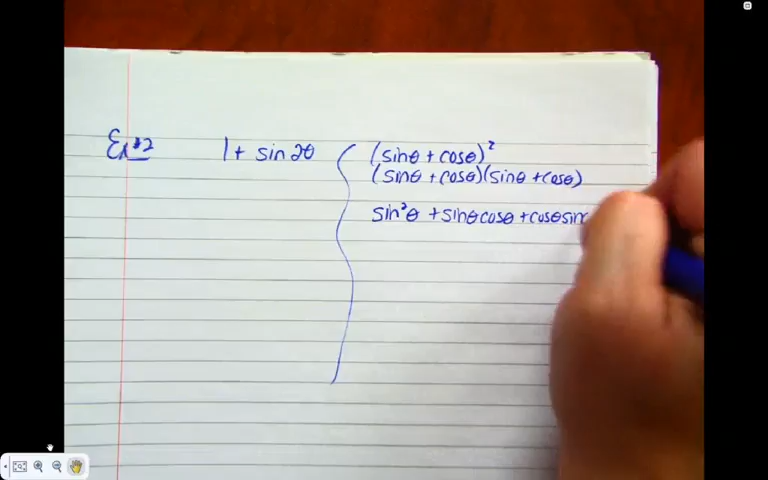 Ex#2 1 + sin 2θ (sinθ + cosθ)²
(sinθ + cosθ)(sinθ + cosθ)
sin²θ + sinθcosθ + cosθsin